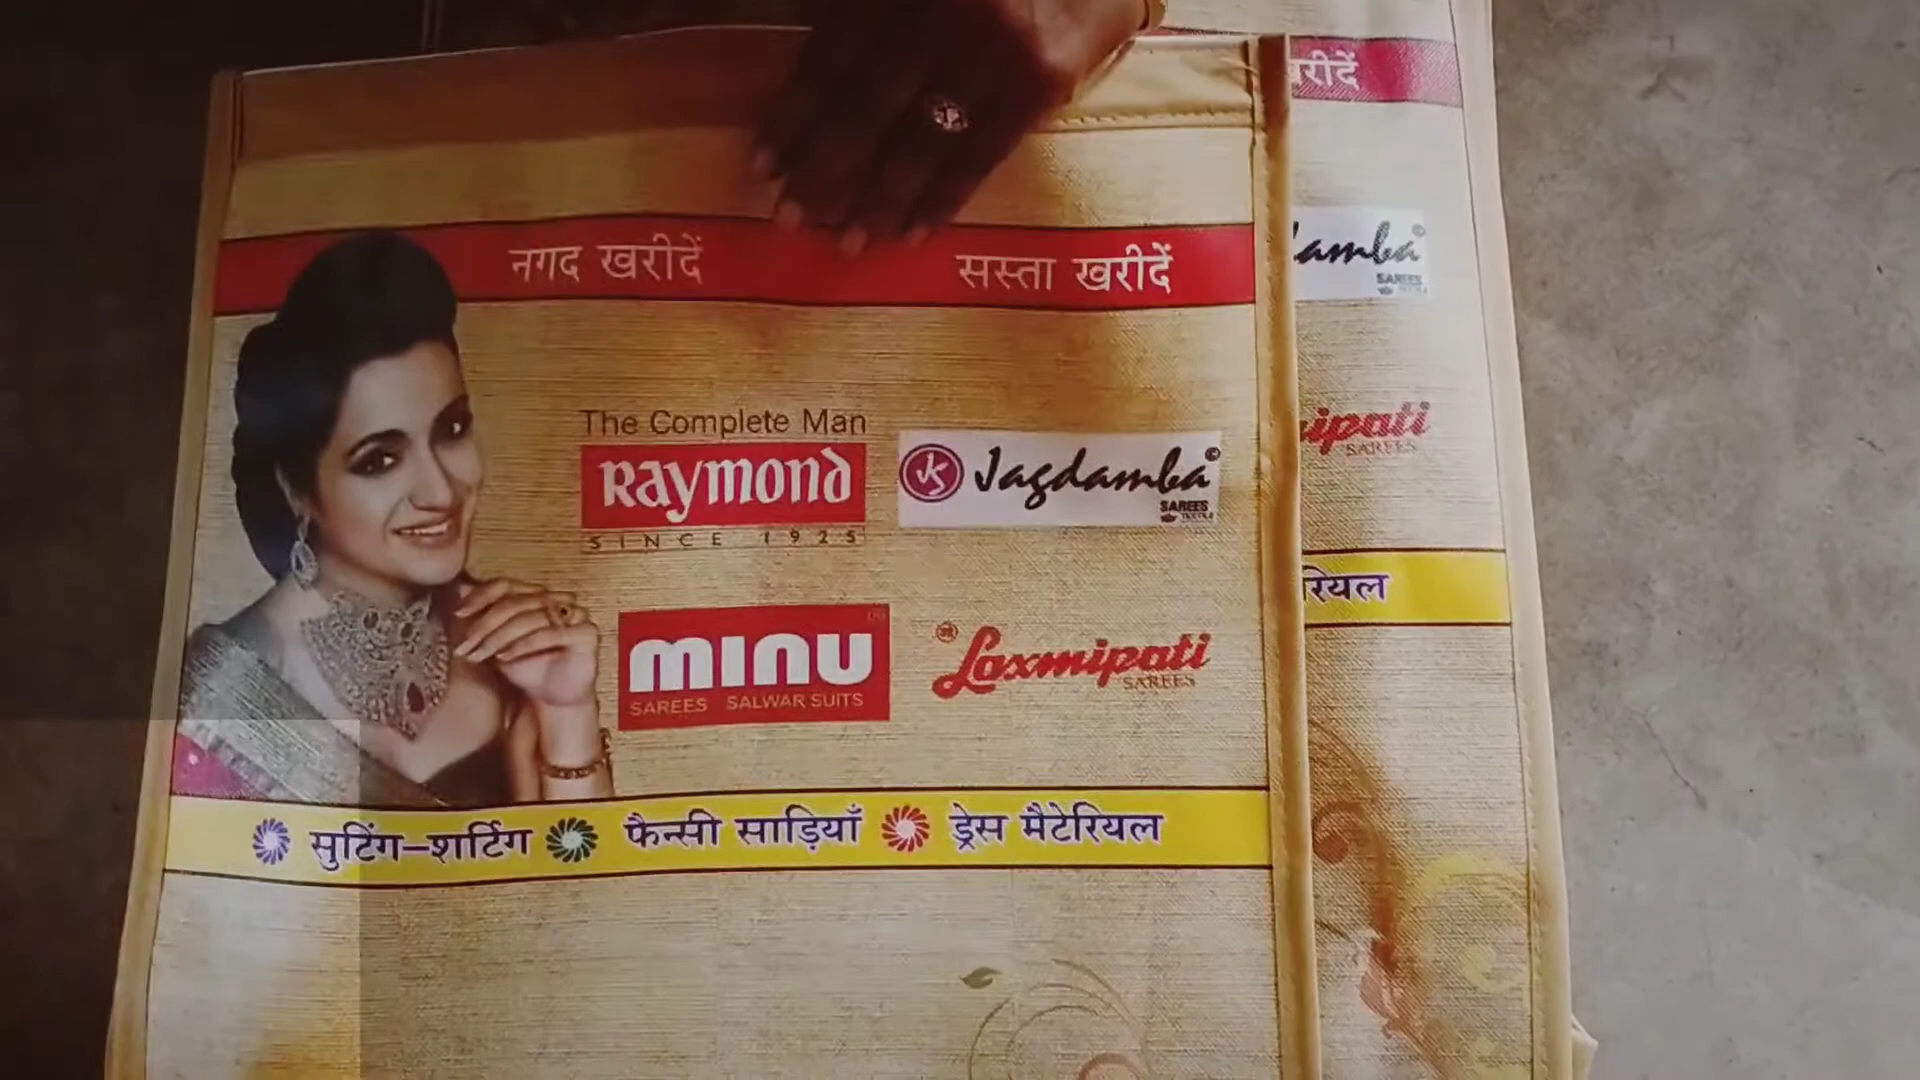 नगद खरीदें सस्ता खरीदें
The Complete Man
Raymond
SINCE 1925
JK Jagdamba©
SAREES
MINU
SAREES SALWAR SUITS
Laxmipati
SAREES
सुटिंग–शर्टिंग फैन्सी साड़ियाँ ड्रेस मैटेरियल
रीदें
amba©
SAREES
ipati
SAREES
रियल